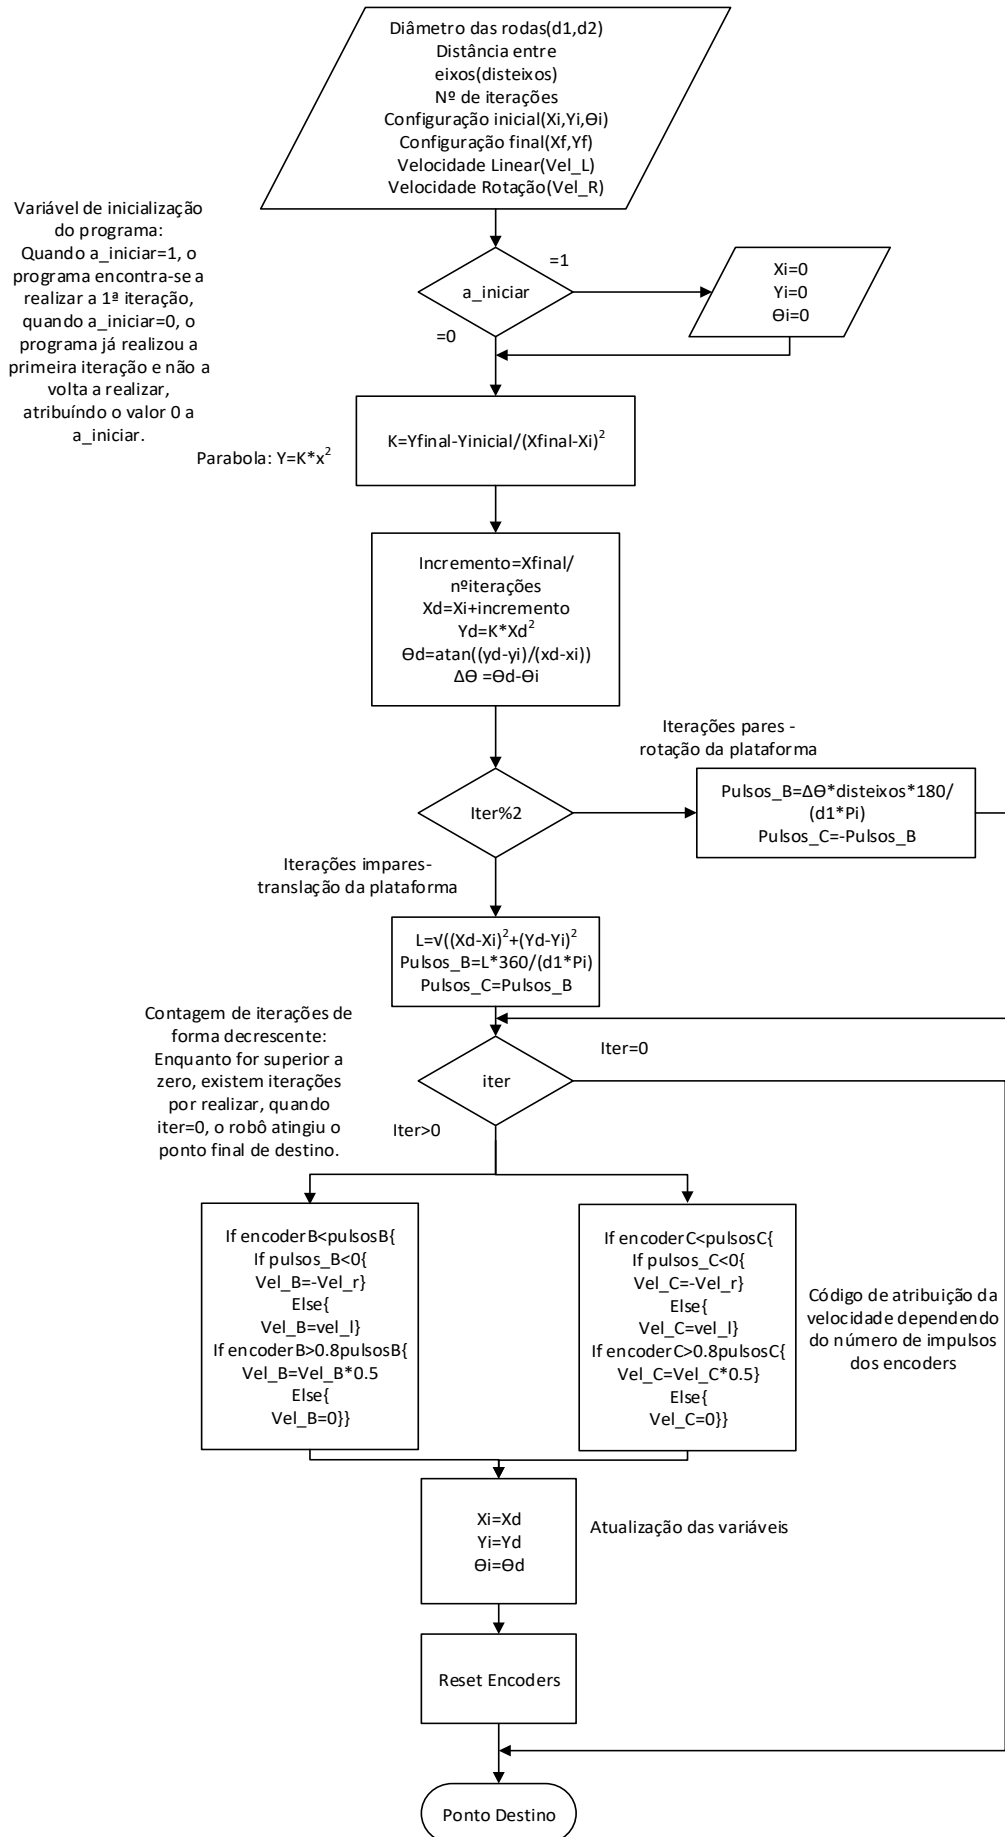 Diâmetro das rodas(d1,d2)
Distância entre
eixos(disteixos)
Nº de iterações
Configuração inicial(Xi,Yi,ϴi)
Configuração final(Xf,Yf)
Velocidade Linear(Vel_L)
Velocidade Rotação(Vel_R)
Variável de inicialização
do programa:
Quando a_iniciar=1, o
programa encontra-se a
realizar a 1ª iteração,
quando a_iniciar=0, o
programa já realizou a
primeira iteração e não a
volta a realizar,
atribuíndo o valor 0 a
a_iniciar.
a_iniciar
=1
=0
Xi=0
Yi=0
ϴi=0
K=Yfinal-Yinicial/(Xfinal-Xi)²
Parabola: Y=K*x²
Incremento=Xfinal/
nºiterações
Xd=Xi+incremento
Yd=K*Xd²
ϴd=atan((yd-yi)/(xd-xi))
Δϴ =ϴd-ϴi
Iterações pares -
rotação da plataforma
Iter%2
Pulsos_B=Δϴ*disteixos*180/
(d1*Pi)
Pulsos_C=-Pulsos_B
Iterações impares-
translação da plataforma
L=√((Xd-Xi)²+(Yd-Yi)²
Pulsos_B=L*360/(d1*Pi)
Pulsos_C=Pulsos_B
Contagem de iterações de
forma decrescente:
Enquanto for superior a
zero, existem iterações
por realizar, quando
iter=0, o robô atingiu o
ponto final de destino.
iter
Iter=0
Iter>0
If encoderB<pulsosB{
If pulsos_B<0{
Vel_B=-Vel_r}
Else{
Vel_B=vel_l}
If encoderB>0.8pulsosB{
Vel_B=Vel_B*0.5
Else{
Vel_B=0}}
If encoderC<pulsosC{
If pulsos_C<0{
Vel_C=-Vel_r}
Else{
Vel_C=vel_l}
If encoderC>0.8pulsosC{
Vel_C=Vel_C*0.5}
Else{
Vel_C=0}}
Código de atribuição da
velocidade dependendo
do número de impulsos
dos encoders
Xi=Xd
Yi=Yd
ϴi=ϴd
Atualização das variáveis
Reset Encoders
Ponto Destino